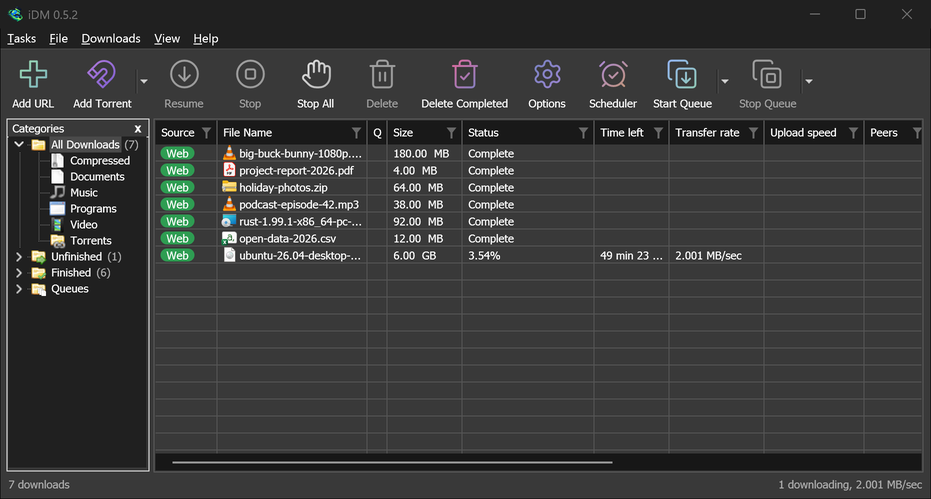 iDM 0.5.2
Tasks File Downloads View Help
Add URL Add Torrent Resume Stop Stop All Delete Delete Completed Options Scheduler Start Queue Stop Queue
Categories x
All Downloads (7)
Compressed
Documents
Music
Programs
Video
Torrents
Unfinished (1)
Finished (6)
Queues
Source File Name Q Size Status Time left Transfer rate Upload speed Peers
Web big-buck-bunny-1080p.... 180.00 MB Complete
Web project-report-2026.pdf 4.00 MB Complete
Web holiday-photos.zip 64.00 MB Complete
Web podcast-episode-42.mp3 38.00 MB Complete
Web rust-1.99.1-x86_64-pc-... 92.00 MB Complete
Web open-data-2026.csv 12.00 MB Complete
Web ubuntu-26.04-desktop-... 6.00 GB 3.54% 49 min 23 ... 2.001 MB/sec
7 downloads 1 downloading, 2.001 MB/sec